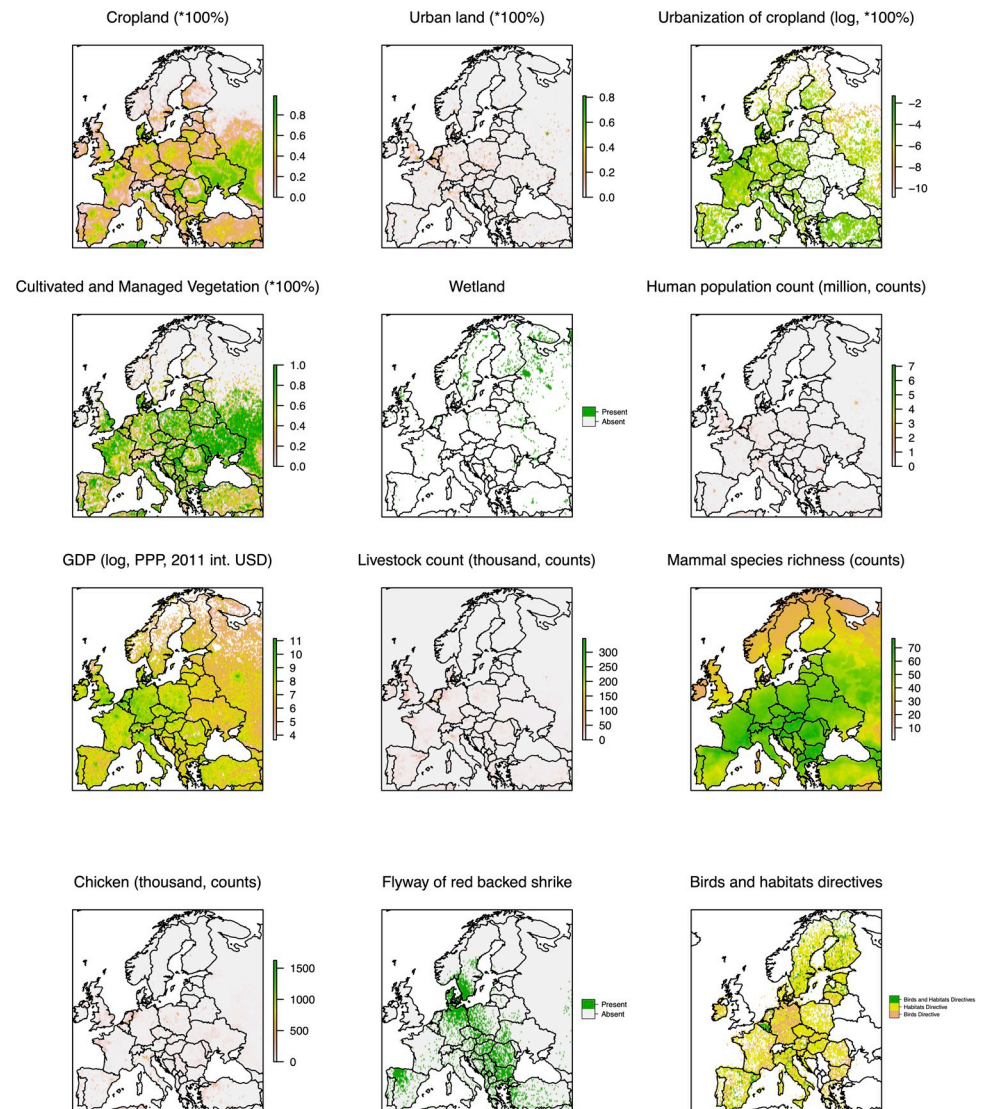 Cropland (*100%)
Urban land (*100%)
Urbanization of cropland (log, *100%)
0.8
0.6
0.4
0.2
0.0
0.8
0.6
0.4
0.2
0.0
−2
−4
−6
−8
−10
Cultivated and Managed Vegetation (*100%)
Wetland
Human population count (million, counts)
1.0
0.8
0.6
0.4
0.2
0.0
Present
Absent
7
6
5
4
3
2
1
0
GDP (log, PPP, 2011 int. USD)
Livestock count (thousand, counts)
Mammal species richness (counts)
11
10
9
8
7
6
5
4
300
250
200
150
100
50
0
70
60
50
40
30
20
10
Chicken (thousand, counts)
Flyway of red backed shrike
Birds and habitats directives
1500
1000
500
0
Present
Absent
Birds and Habitats Directives
Habitats Directive
Birds Directive